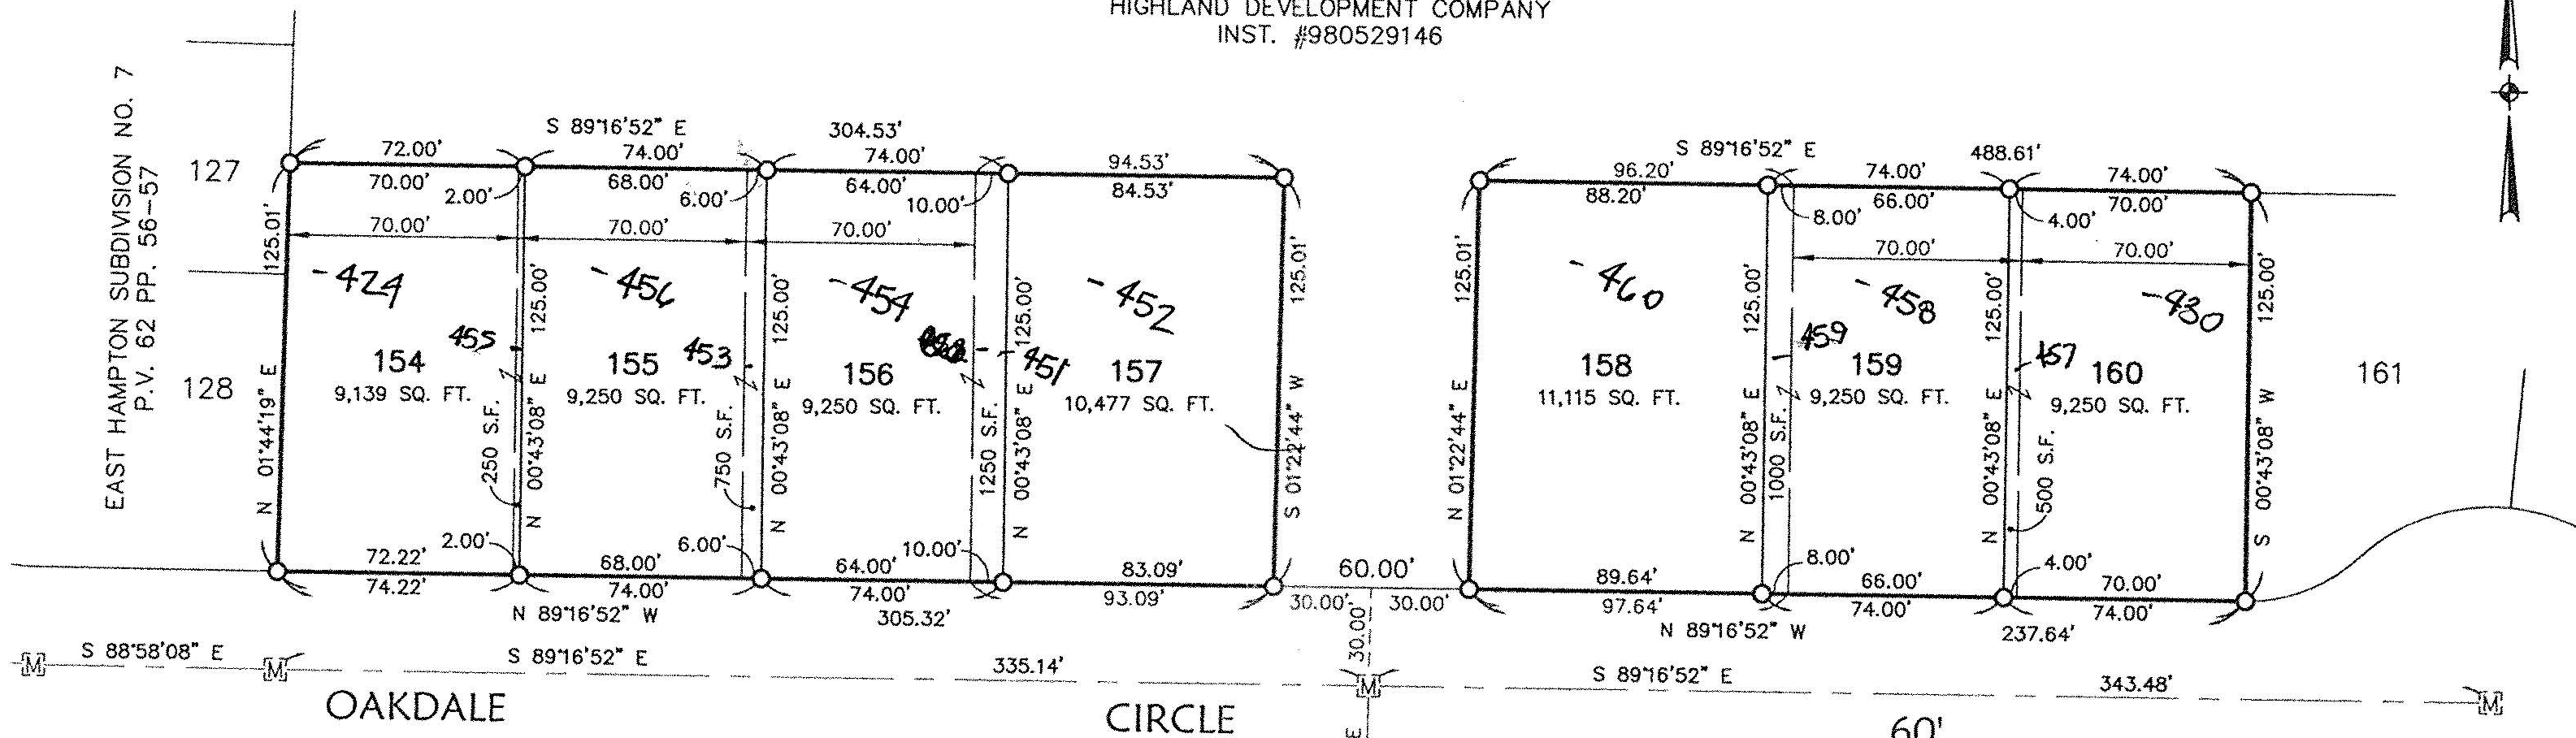 HIGHLAND DEVELOPMENT COMPANY
INST. #980529146
EAST HAMPTON SUBDIVISION NO. 7
P.V. 62 PP. 56-57
127
128
S 89°16'52" E 304.53'
72.00' 74.00' 74.00' 94.53'
70.00' 2.00' 68.00' 6.00' 64.00' 10.00' 84.53'
70.00' 70.00' 70.00'
125.01' 125.00' 125.00' 125.00' 125.01'
-424 -456 -454 -452
455 453 451
154 155 156 157
9,139 SQ. FT. 9,250 SQ. FT. 9,250 SQ. FT. 10,477 SQ. FT.
N 01°44'19" E
250 S.F.
N 00°43'08" E
750 S.F.
N 00°43'08" E
1250 S.F.
N 00°43'08" E
S 01°22'44" W
2.00' 6.00' 10.00'
72.22' 68.00' 64.00' 83.09'
74.22' 74.00' 74.00' 93.09'
N 89°16'52" W 305.32'
60.00'
30.00' 30.00'
30.00'
S 89°16'52" E 488.61'
96.20' 74.00' 74.00'
88.20' 8.00' 66.00' 4.00' 70.00'
70.00' 70.00'
125.01' 125.00' 125.00' 125.00'
-460 -458 -430
459 457
158 159 160
11,115 SQ. FT. 9,250 SQ. FT. 9,250 SQ. FT.
161
N 01°22'44" E
N 00°43'08" E
1000 S.F.
N 00°43'08" E
500 S.F.
S 00°43'08" W
8.00' 4.00'
89.64' 66.00' 70.00'
97.64' 74.00' 74.00'
N 89°16'52" W 237.64'
M S 88°58'08" E M S 89°16'52" E 335.14' M S 89°16'52" E 343.48' M
OAKDALE CIRCLE 60'
E